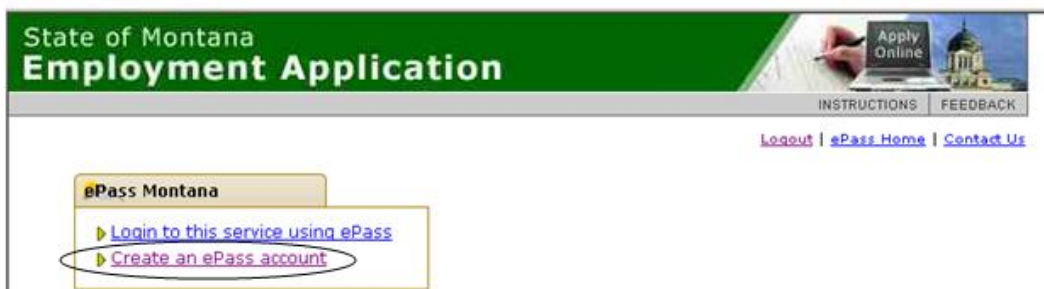 State of Montana
Employment Application
Apply
Online
INSTRUCTIONS | FEEDBACK
Logout | ePass Home | Contact Us
ePass Montana
Login to this service using ePass
Create an ePass account